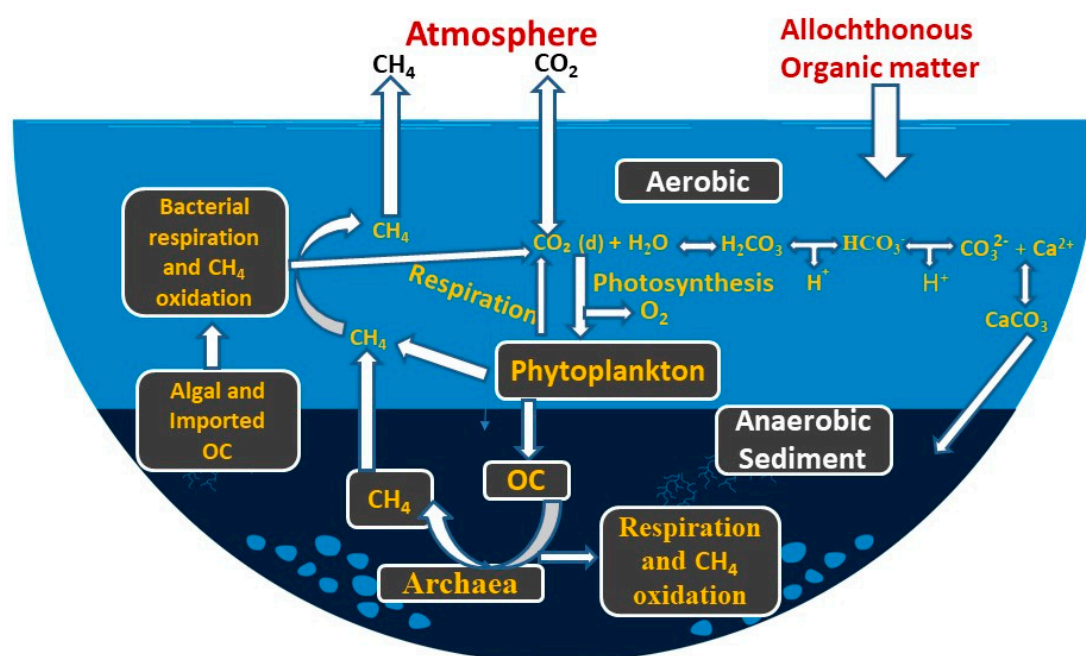 Atmosphere
CH₄
CO₂
Allochthonous
Organic matter
Aerobic
Bacterial
respiration
and CH₄
oxidation
CH₄
CO₂ (d) + H₂O
H₂CO₃
HCO₃⁻
CO₃²⁻ + Ca²⁺
H⁺
H⁺
Respiration
Photosynthesis
O₂
CaCO₃
CH₄
Phytoplankton
Algal and
Imported
OC
Anaerobic
Sediment
CH₄
OC
Respiration
and CH₄
oxidation
Archaea